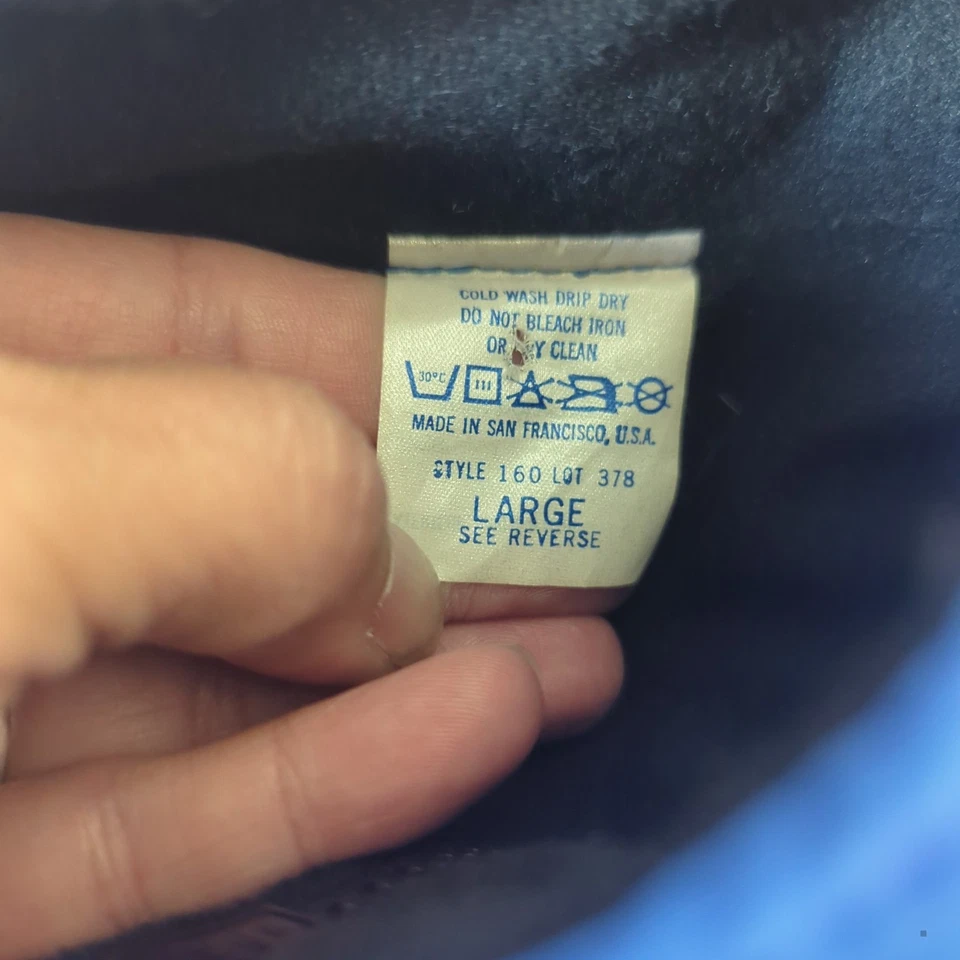 COLD WASH DRIP DRY
DO NOT BLEACH IRON
OR CLEAN
30°C
MADE IN SAN FRANCISCO, U.S.A.
STYLE 160 LOT 378
LARGE
SEE REVERSE